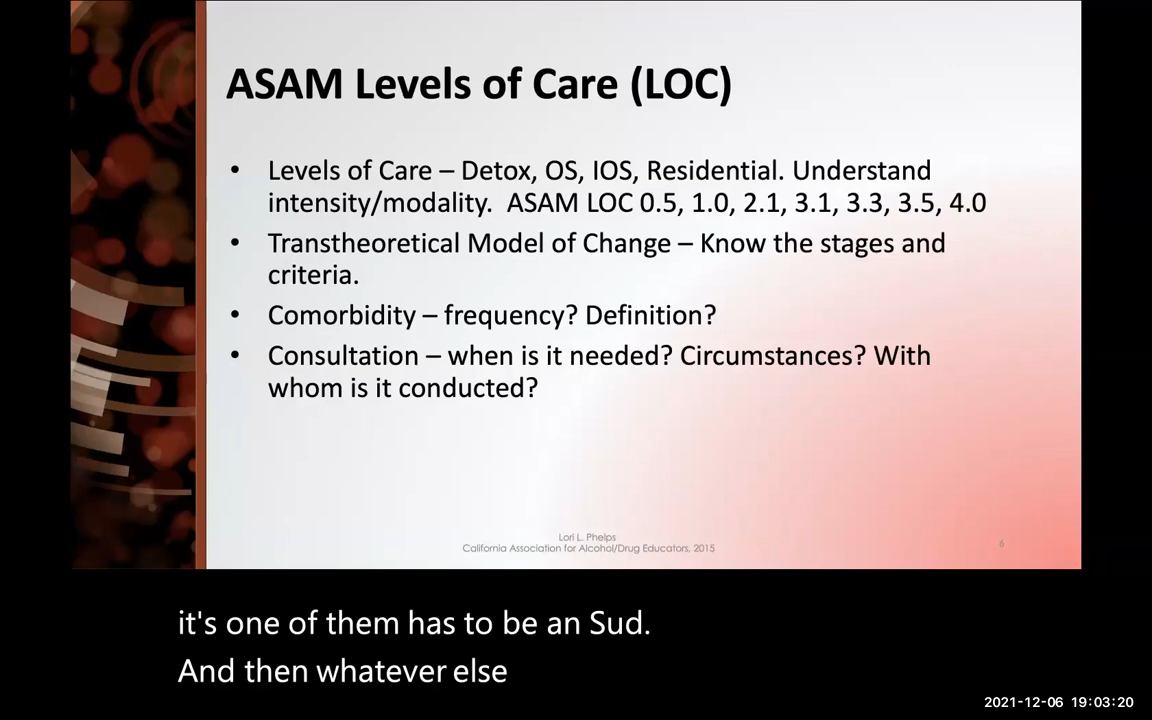 ASAM Levels of Care (LOC)
• Levels of Care – Detox, OS, IOS, Residential. Understand
intensity/modality.  ASAM LOC 0.5, 1.0, 2.1, 3.1, 3.3, 3.5, 4.0
• Transtheoretical Model of Change – Know the stages and
criteria.
• Comorbidity – frequency? Definition?
• Consultation – when is it needed? Circumstances? With
whom is it conducted?
Lori L. Phelps
California Association for Alcohol/Drug Educators, 2015
6
it's one of them has to be an Sud.
And then whatever else
2021-12-06 19:03:20